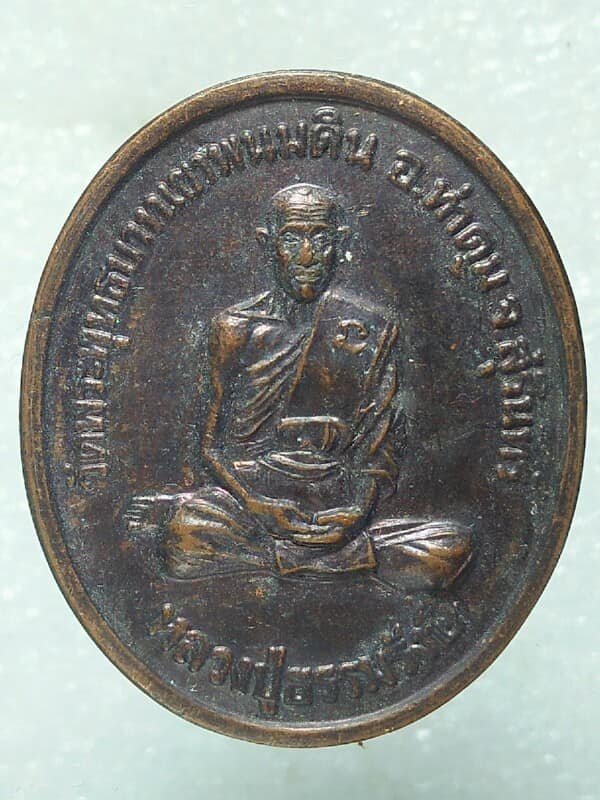 วัดพระพุทธบาทเขาพนมดิน อ.ท่าตูม จ.สุรินทร์
หลวงปู่ธรรมรังษี